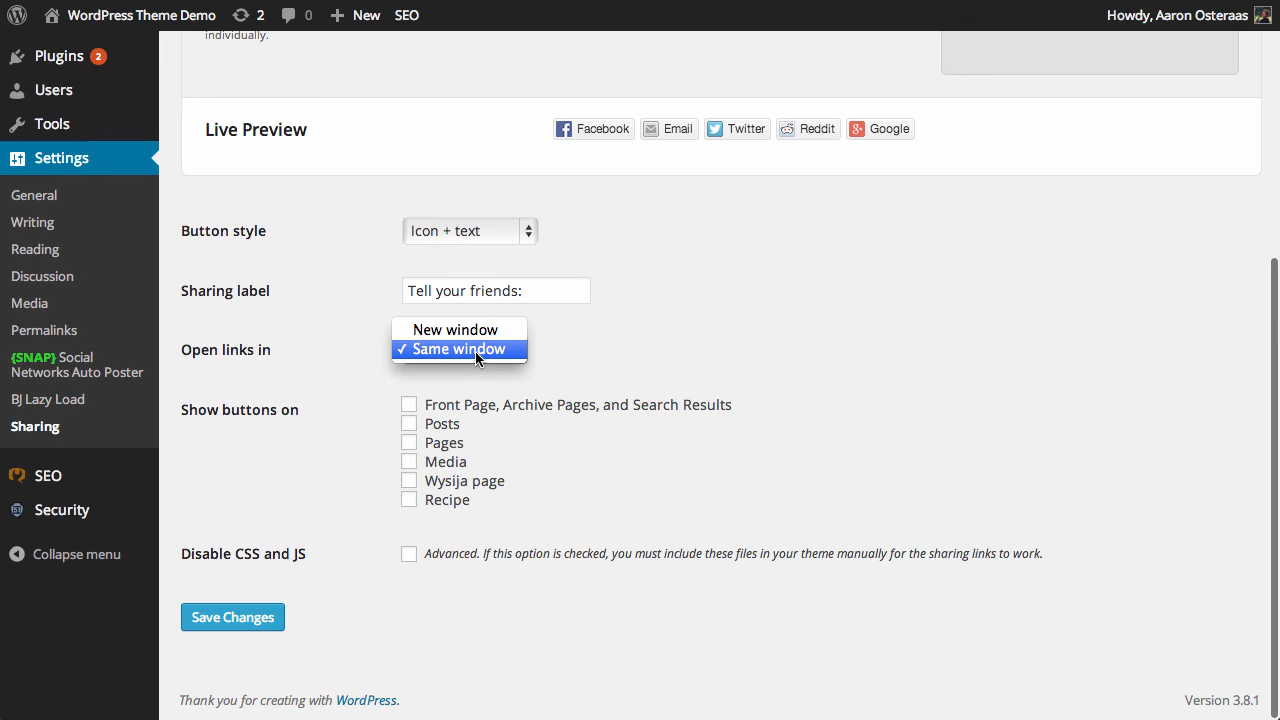 WordPress Theme Demo 2 0 New SEO Howdy, Aaron Osteraas
Plugins 2
Users
Tools
Settings
General
Writing
Reading
Discussion
Media
Permalinks
{SNAP} Social
Networks Auto Poster
BJ Lazy Load
Sharing
SEO
Security
Collapse menu
individually.
Live Preview Facebook Email Twitter Reddit Google
Button style Icon + text
Sharing label Tell your friends:
New window
Open links in ✓ Same window
Show buttons on Front Page, Archive Pages, and Search Results
Posts
Pages
Media
Wysija page
Recipe
Disable CSS and JS Advanced. If this option is checked, you must include these files in your theme manually for the sharing links to work.
Save Changes
Thank you for creating with WordPress. Version 3.8.1